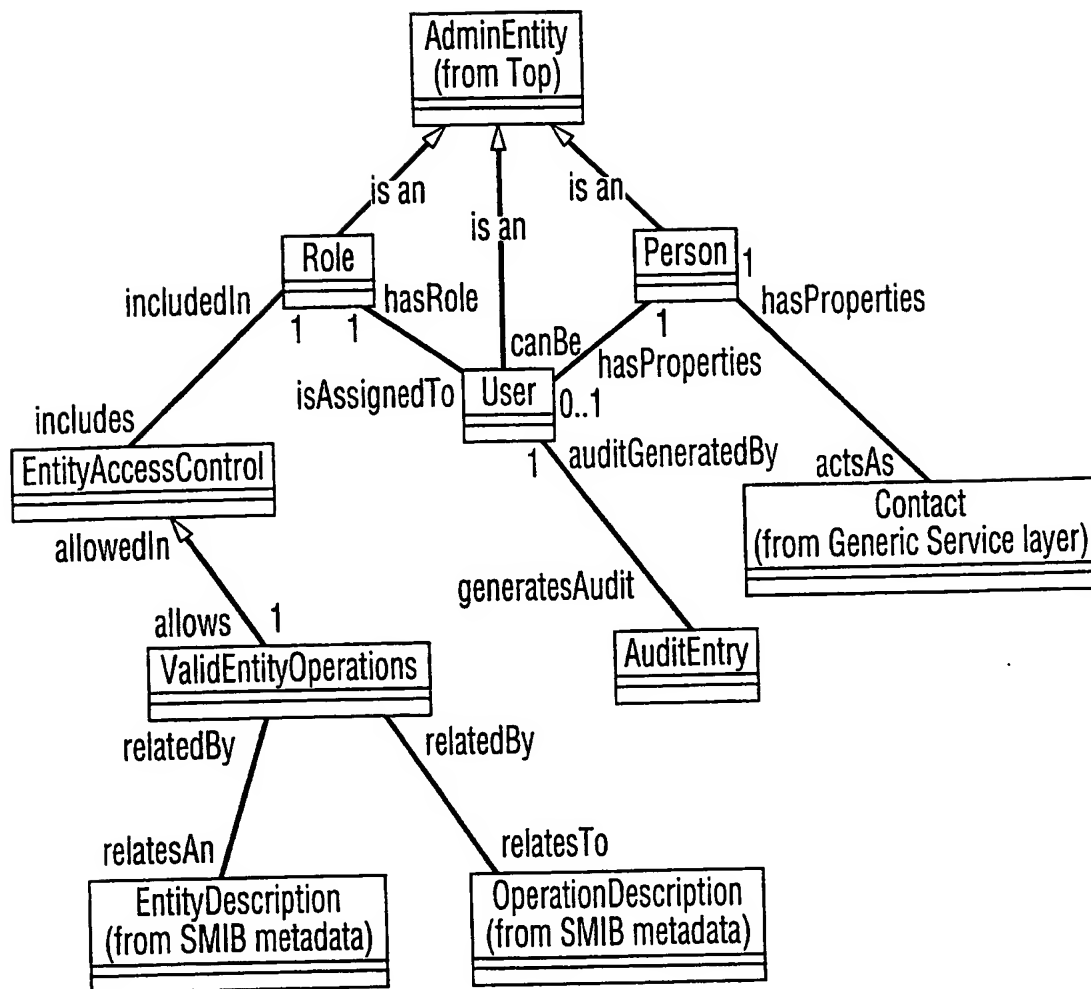 AdminEntity
(from Top)
is an
is an
is an
Role
Person
1
includedIn
hasRole
hasProperties
1
1
1
canBe
hasProperties
isAssignedTo
User
0..1
includes
1
auditGeneratedBy
actsAs
EntityAccessControl
Contact
(from Generic Service layer)
allowedIn
generatesAudit
allows
1
ValidEntityOperations
AuditEntry
relatedBy
relatedBy
relatesAn
relatesTo
EntityDescription
(from SMIB metadata)
OperationDescription
(from SMIB metadata)